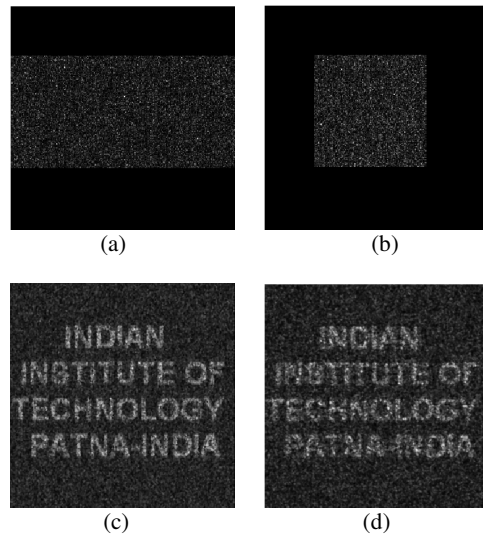 (a)
(b)
INDIAN
INSTITUTE OF
TECHNOLOGY
PATNA-INDIA
INDIAN
INSTITUTE OF
TECHNOLOGY
PATNA-INDIA
(c)
(d)